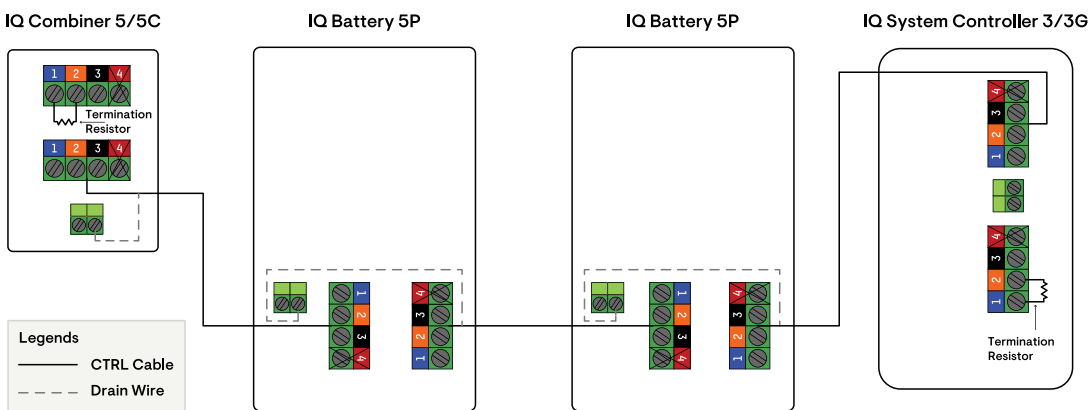 IQ Combiner 5/5C
IQ Battery 5P
IQ Battery 5P
IQ System Controller 3/3G
1 2 3 4
Termination
Resistor
1 2 3 4
1
2
3
4
4
3
2
1
1
2
3
4
4
3
2
1
4
3
2
1
4
3
2
1
Termination
Resistor
Legends
CTRL Cable
Drain Wire